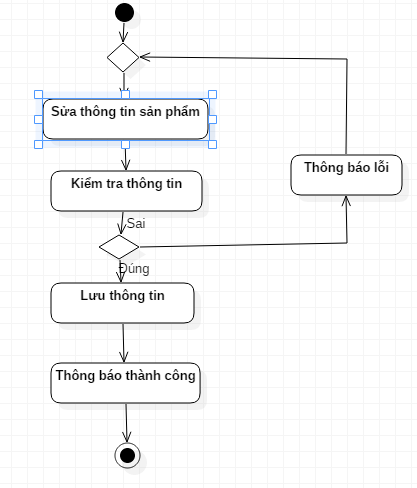 Sửa thông tin sản phẩm
Thông báo lỗi
Kiểm tra thông tin
Sai
Đúng
Lưu thông tin
Thông báo thành công